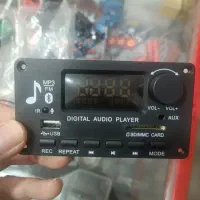 MP3
FM
IR
VOL- VOL+
AUX
DIGITAL AUDIO PLAYER
USB
SD/MMC CARD
REC REPEAT MODE